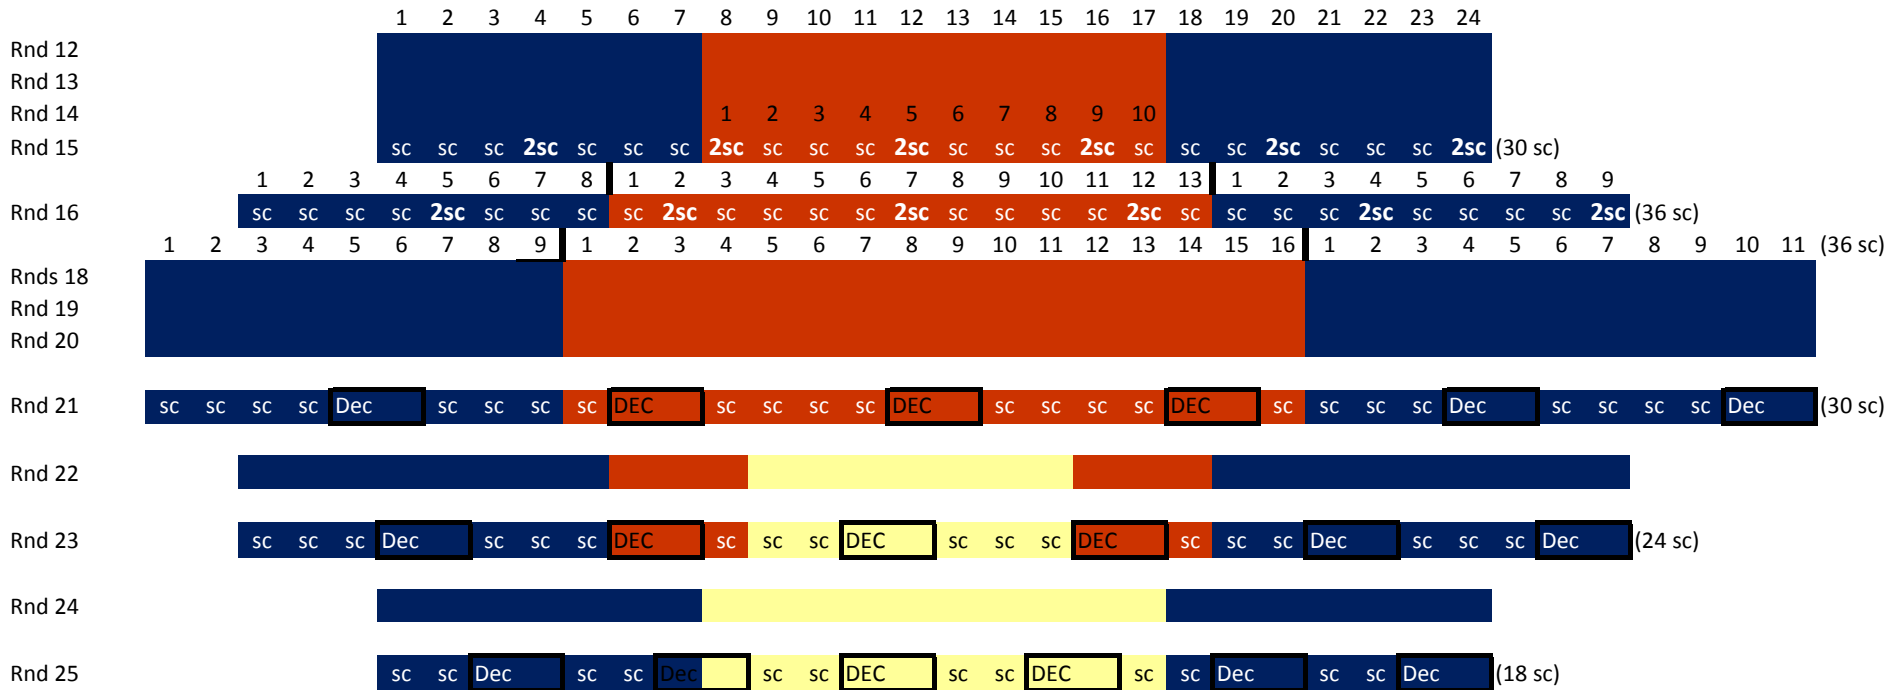 1 2 3 4 5 6 7 8 9 10 11 12 13 14 15 16 17 18 19 20 21 22 23 24
Rnd 12
Rnd 13
Rnd 14 1 2 3 4 5 6 7 8 9 10
Rnd 15 sc sc sc 2sc sc sc sc 2sc sc sc sc 2sc sc sc sc 2sc sc sc sc 2sc sc sc sc 2sc (30 sc)
1 2 3 4 5 6 7 8 1 2 3 4 5 6 7 8 9 10 11 12 13 1 2 3 4 5 6 7 8 9
Rnd 16 sc sc sc sc 2sc sc sc sc sc 2sc sc sc sc sc 2sc sc sc sc sc 2sc sc sc sc sc 2sc sc sc sc sc 2sc (36 sc)
1 2 3 4 5 6 7 8 9 1 2 3 4 5 6 7 8 9 10 11 12 13 14 15 16 1 2 3 4 5 6 7 8 9 10 11 (36 sc)
Rnds 18
Rnd 19
Rnd 20
Rnd 21 sc sc sc sc Dec sc sc sc sc DEC sc sc sc sc DEC sc sc sc sc DEC sc sc sc sc Dec sc sc sc sc Dec (30 sc)
Rnd 22
Rnd 23 sc sc sc Dec sc sc sc DEC sc sc sc DEC sc sc sc DEC sc sc sc Dec sc sc sc Dec (24 sc)
Rnd 24
Rnd 25 sc sc Dec sc sc Dec sc sc DEC sc sc DEC sc sc Dec sc sc Dec (18 sc)